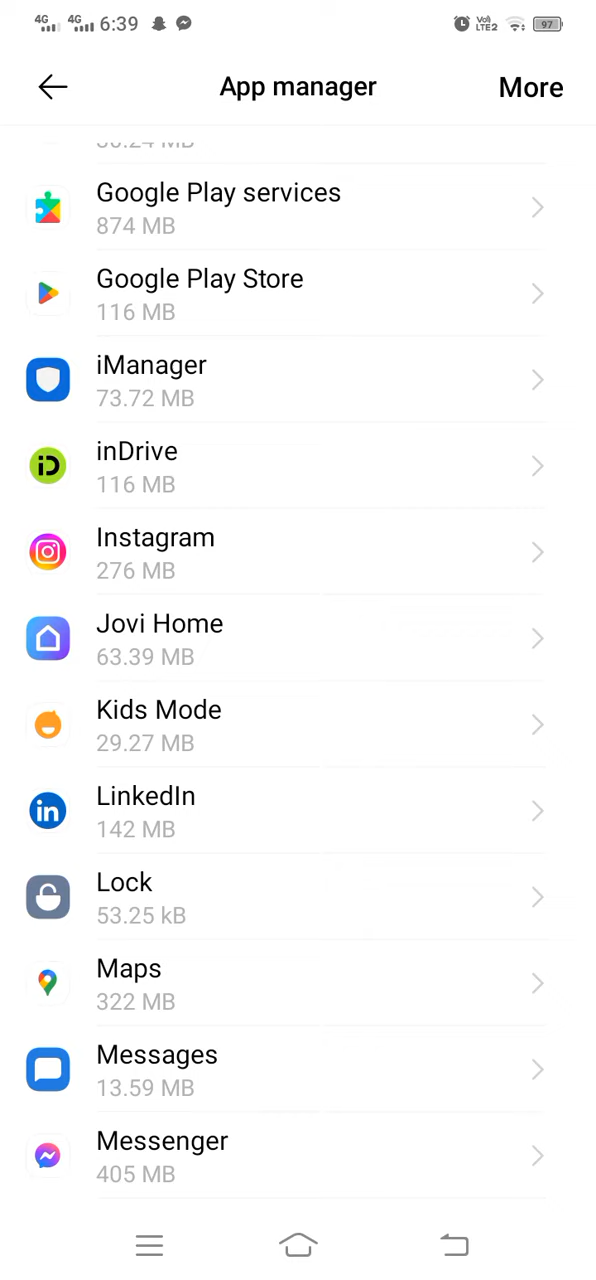 4G 4G 6:39 VoI) LTE2 97
App manager More
Google Play services
874 MB
Google Play Store
116 MB
iManager
73.72 MB
inDrive
116 MB
Instagram
276 MB
Jovi Home
63.39 MB
Kids Mode
29.27 MB
LinkedIn
142 MB
Lock
53.25 kB
Maps
322 MB
Messages
13.59 MB
Messenger
405 MB